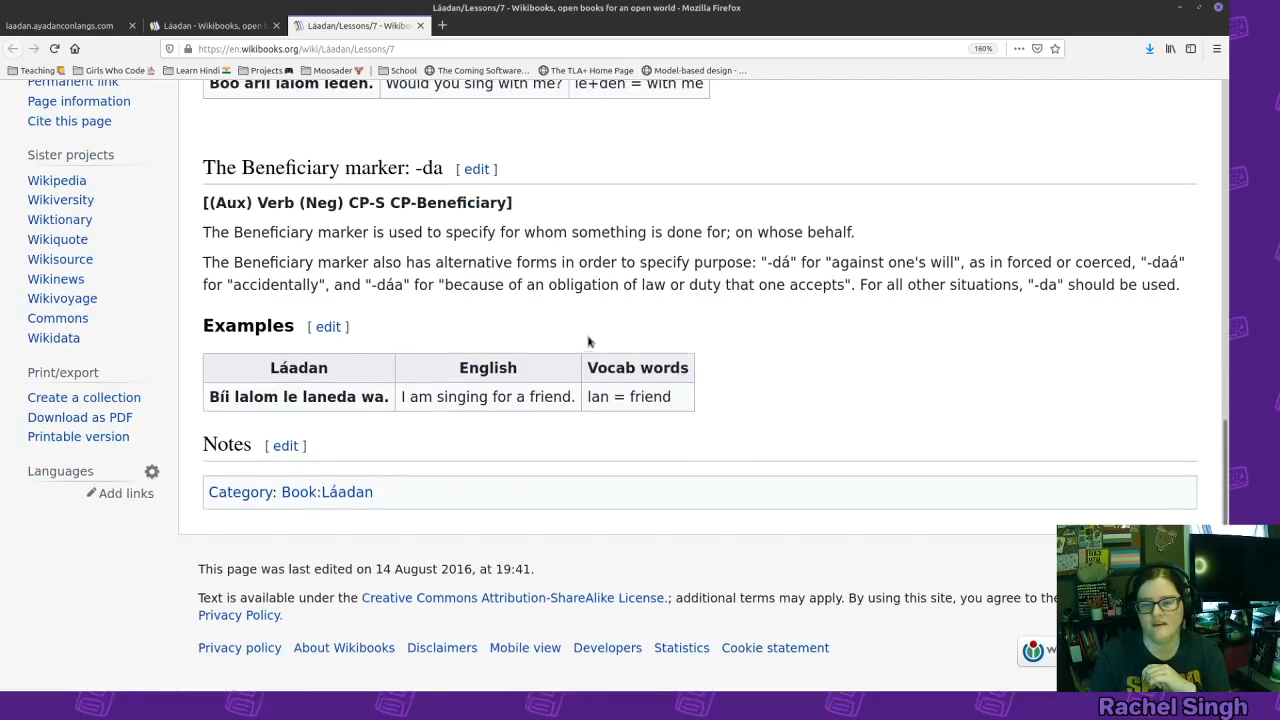 Láadan/Lessons/7 - Wikibooks, open books for an open world - Mozilla Firefox
laadan.ayadanconlangs.com
Láadan - Wikibooks, open b
Láadan/Lessons/7 - Wikibo
https://en.wikibooks.org/wiki/Láadan/Lessons/7
160%
Teaching
Girls Who Code
Learn Hindi
Projects
Moosader
School
The Coming Software...
The TLA+ Home Page
Model-based design - ...
Permanent link
Page information
Cite this page
Sister projects
Wikipedia
Wikiversity
Wiktionary
Wikiquote
Wikisource
Wikinews
Wikivoyage
Commons
Wikidata
Print/export
Create a collection
Download as PDF
Printable version
Languages
Add links
Bóo aril lalom leden. Would you sing with me? le+den = with me
The Beneficiary marker: -da [ edit ]
[(Aux) Verb (Neg) CP-S CP-Beneficiary]
The Beneficiary marker is used to specify for whom something is done for; on whose behalf.
The Beneficiary marker also has alternative forms in order to specify purpose: "-dá" for "against one's will", as in forced or coerced, "-daá"
for "accidentally", and "-dáa" for "because of an obligation of law or duty that one accepts". For all other situations, "-da" should be used.
Examples [ edit ]
Láadan English Vocab words
Bíi lalom le laneda wa. I am singing for a friend. lan = friend
Notes [ edit ]
Category: Book:Láadan
This page was last edited on 14 August 2016, at 19:41.
Text is available under the Creative Commons Attribution-ShareAlike License.; additional terms may apply. By using this site, you agree to the
Privacy Policy.
Privacy policy About Wikibooks Disclaimers Mobile view Developers Statistics Cookie statement
Rachel Singh